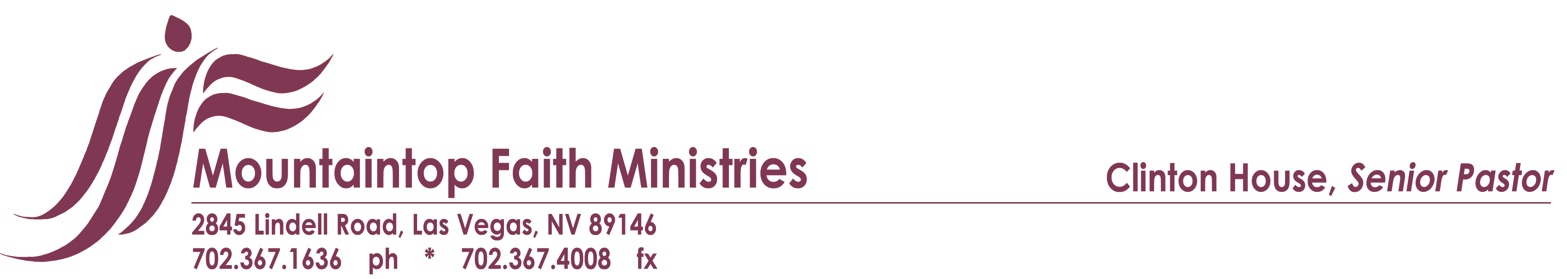 Mountaintop Faith Ministries
Clinton House, Senior Pastor
2845 Lindell Road, Las Vegas, NV 89146
702.367.1636 ph * 702.367.4008 fx